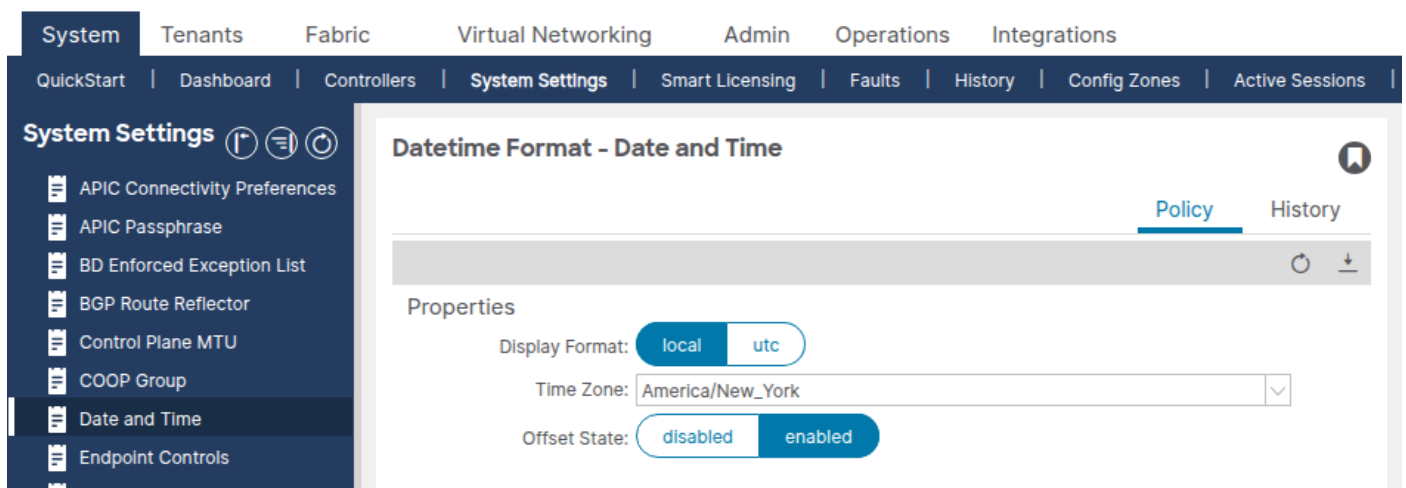 System Tenants Fabric Virtual Networking Admin Operations Integrations
QuickStart | Dashboard | Controllers | System Settings | Smart Licensing | Faults | History | Config Zones | Active Sessions |
System Settings
APIC Connectivity Preferences
APIC Passphrase
BD Enforced Exception List
BGP Route Reflector
Control Plane MTU
COOP Group
Date and Time
Endpoint Controls
Datetime Format - Date and Time
Policy History
Properties
Display Format: local utc
Time Zone: America/New_York
Offset State: disabled enabled